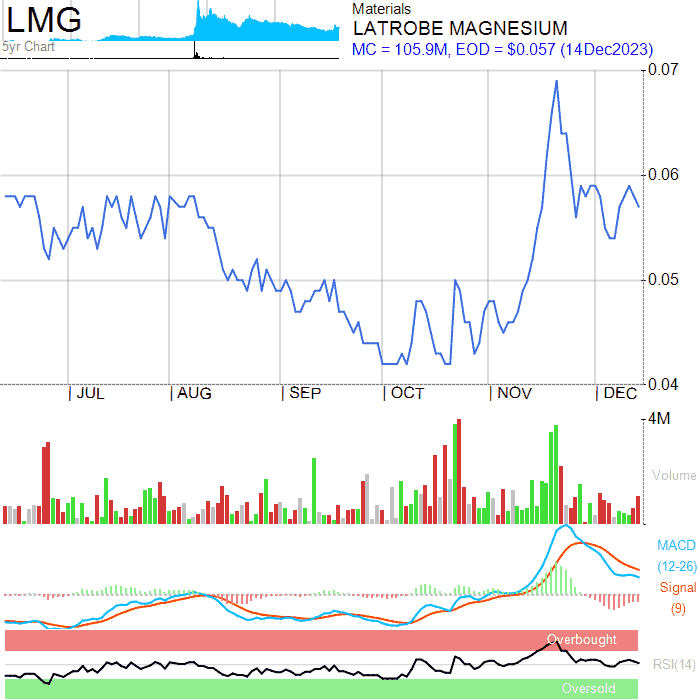 LMG
5yr Chart
Materials
LATROBE MAGNESIUM
MC = 105.9M, EOD = $0.057 (14Dec2023)
0.07
0.06
0.05
0.04
JUL AUG SEP OCT NOV DEC
4M
Volume
MACD
(12-26)
Signal
(9)
Overbought
RSI(14)
Oversold